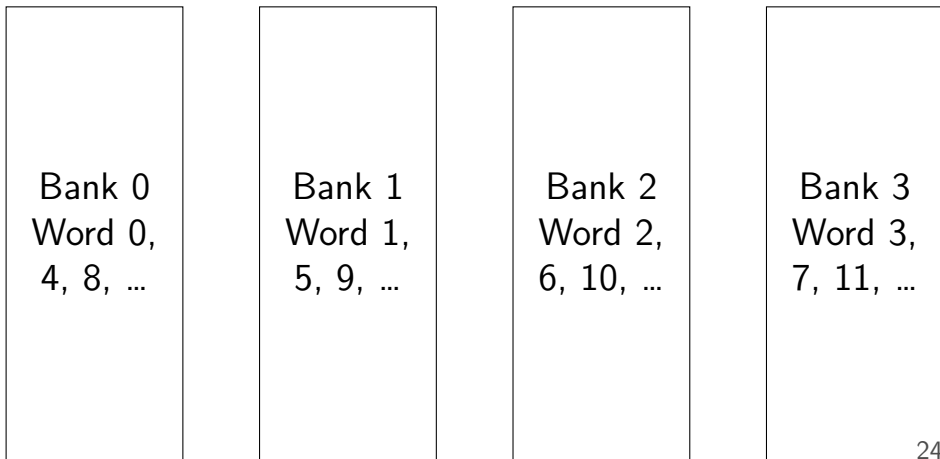 Bank 0
Word 0,
4, 8, ...
Bank 1
Word 1,
5, 9, ...
Bank 2
Word 2,
6, 10, ...
Bank 3
Word 3,
7, 11, ...
24